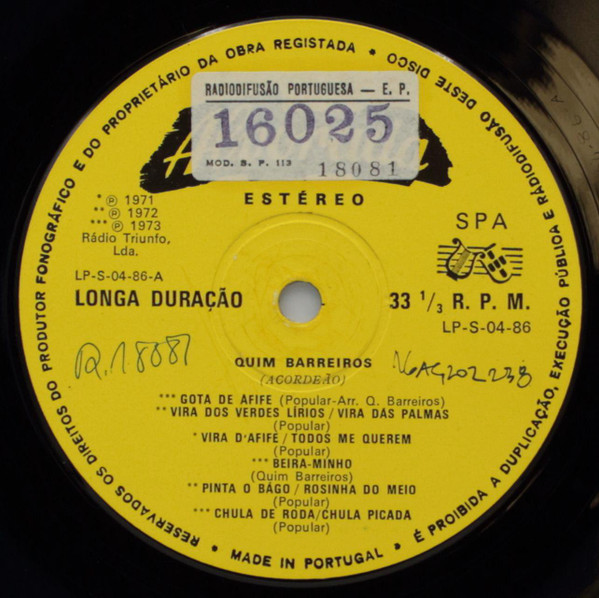 RESERVADOS OS DIREITOS DO PRODUTOR FONOGRÁFICO E DO PROPRIETÁRIO DA OBRA REGISTADA • É PROIBIDA A DUPLICAÇÃO, EXECUÇÃO PÚBLICA E RÁDIODIFUSÃO DESTE DISCO •
RADIODIFUSÃO PORTUGUESA — E. P.
16025
MOD. S. P. 113
18081
ESTÉREO
* Ⓟ 1971
** Ⓟ 1972
*** Ⓟ 1973
Rádio Triunfo,
Lda.
SPA
LP-S-04-86-A
LONGA DURAÇÃO
33 1/3 R. P. M.
LP-S-04-86
QUIM BARREIROS
(ACORDEÃO)
*** GOTA DE AFIFE (Popular-Arr. Q. Barreiros)
** VIRA DOS VERDES LÍRIOS / VIRA DAS PALMAS
(Popular)
* VIRA D'AFIFE / TODOS ME QUEREM
(Popular)
*** BEIRA-MINHO
(Quim Barreiros)
** PINTA O BÁGO / ROSINHA DO MEIO
(Popular)
*** CHULA DE RODA/CHULA PICADA
(Popular)
• MADE IN PORTUGAL •